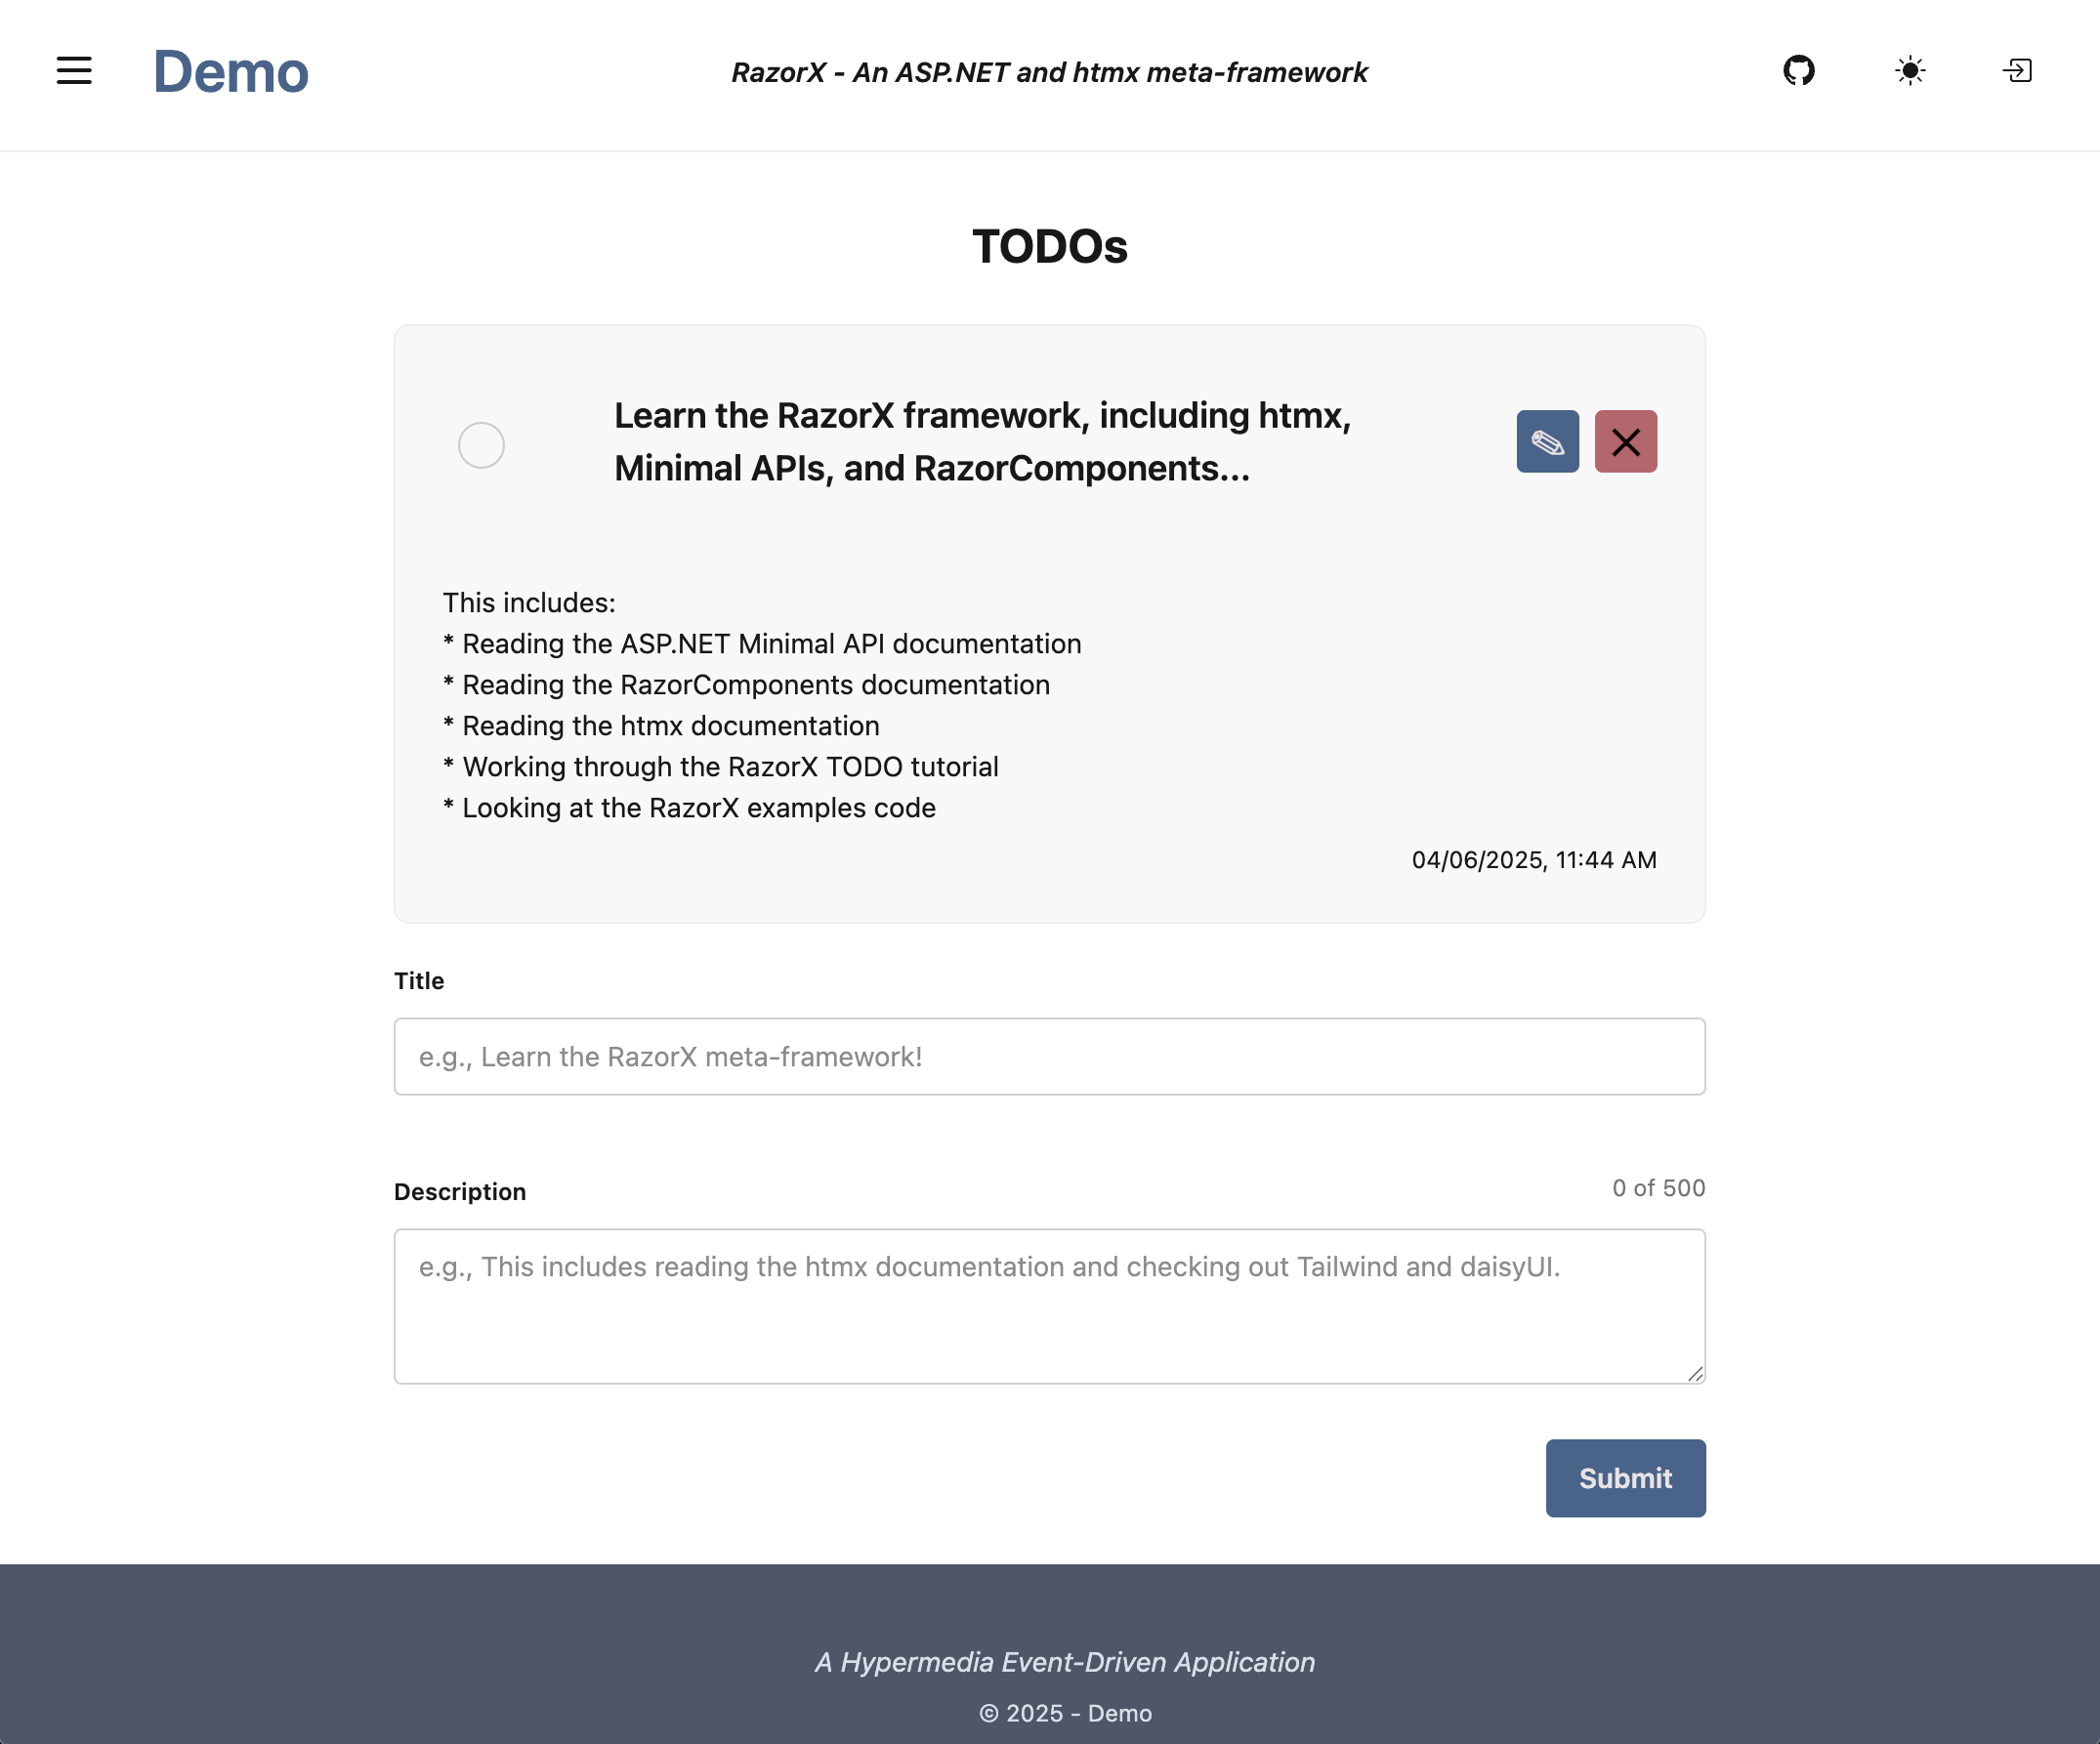 Demo
RazorX - An ASP.NET and htmx meta-framework
TODOs
Learn the RazorX framework, including htmx,
Minimal APIs, and RazorComponents...
This includes:
* Reading the ASP.NET Minimal API documentation
* Reading the RazorComponents documentation
* Reading the htmx documentation
* Working through the RazorX TODO tutorial
* Looking at the RazorX examples code
04/06/2025, 11:44 AM
Title
e.g., Learn the RazorX meta-framework!
Description
0 of 500
e.g., This includes reading the htmx documentation and checking out Tailwind and daisyUI.
Submit
A Hypermedia Event-Driven Application
© 2025 - Demo